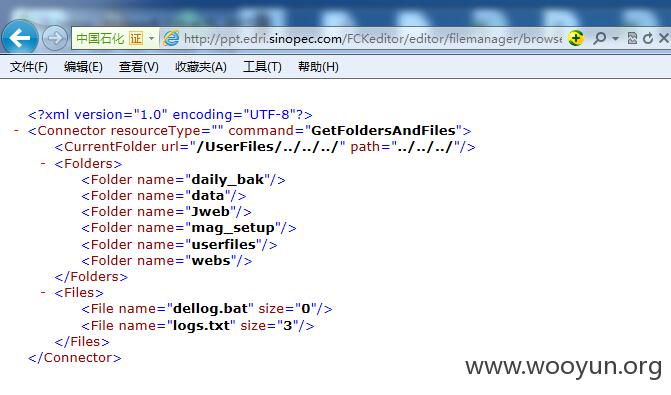 中国石化 证 http://ppt.edri.sinopec.com/FCKeditor/editor/filemanager/browse
文件(F) 编辑(E) 查看(V) 收藏夹(A) 工具(T) 帮助(H)
<?xml version="1.0" encoding="UTF-8"?>
- <Connector resourceType="" command="GetFoldersAndFiles">
<CurrentFolder url="/UserFiles/../../../" path="../../../"/>
- <Folders>
<Folder name="daily_bak"/>
<Folder name="data"/>
<Folder name="Jweb"/>
<Folder name="mag_setup"/>
<Folder name="userfiles"/>
<Folder name="webs"/>
</Folders>
- <Files>
<File name="dellog.bat" size="0"/>
<File name="logs.txt" size="3"/>
</Files>
</Connector>
www.wooyun.org